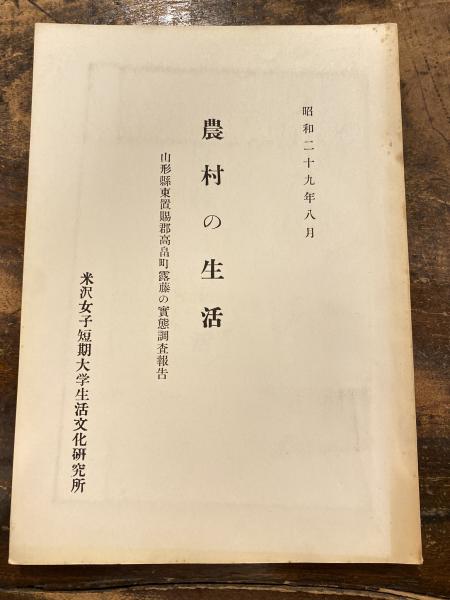 昭和二十九年八月
農村の生活
山形縣東置賜郡高畠町露藤の實態調査報告
米沢女子短期大学生活文化研究所